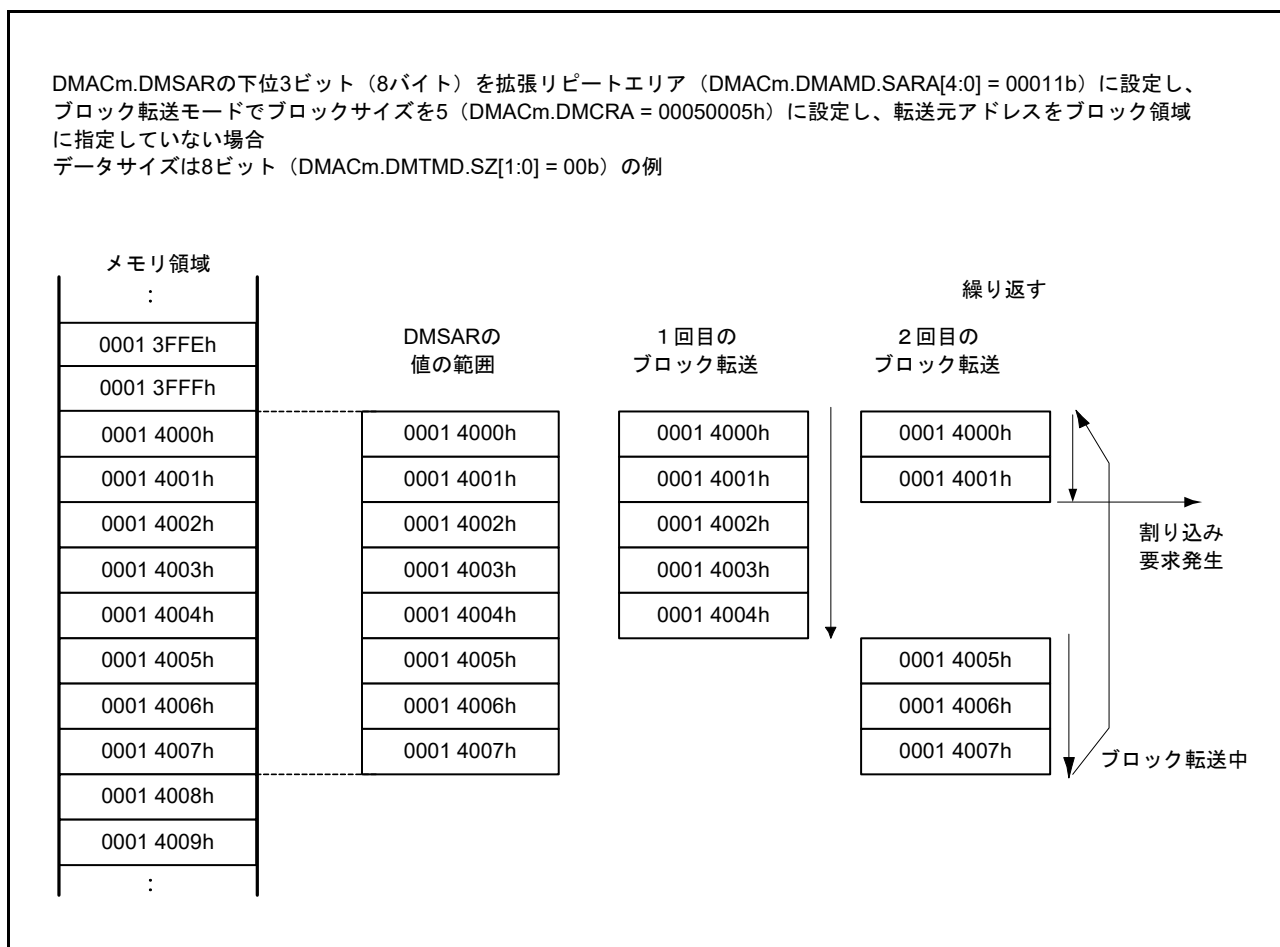 DMACm.DMSARの下位3ビット（8バイト）を拡張リピートエリア（DMACm.DMAMD.SARA[4:0] = 00011b）に設定し、
ブロック転送モードでブロックサイズを5（DMACm.DMCRA = 00050005h）に設定し、転送元アドレスをブロック領域
に指定していない場合
データサイズは8ビット（DMACm.DMTMD.SZ[1:0] = 00b）の例
メモリ領域
:
0001 3FFEh
0001 3FFFh
0001 4000h
0001 4001h
0001 4002h
0001 4003h
0001 4004h
0001 4005h
0001 4006h
0001 4007h
0001 4008h
0001 4009h
:
DMSARの
値の範囲
0001 4000h
0001 4001h
0001 4002h
0001 4003h
0001 4004h
0001 4005h
0001 4006h
0001 4007h
１回目の
ブロック転送
0001 4000h
0001 4001h
0001 4002h
0001 4003h
0001 4004h
繰り返す
２回目の
ブロック転送
0001 4000h
0001 4001h
0001 4005h
0001 4006h
0001 4007h
割り込み
要求発生
ブロック転送中